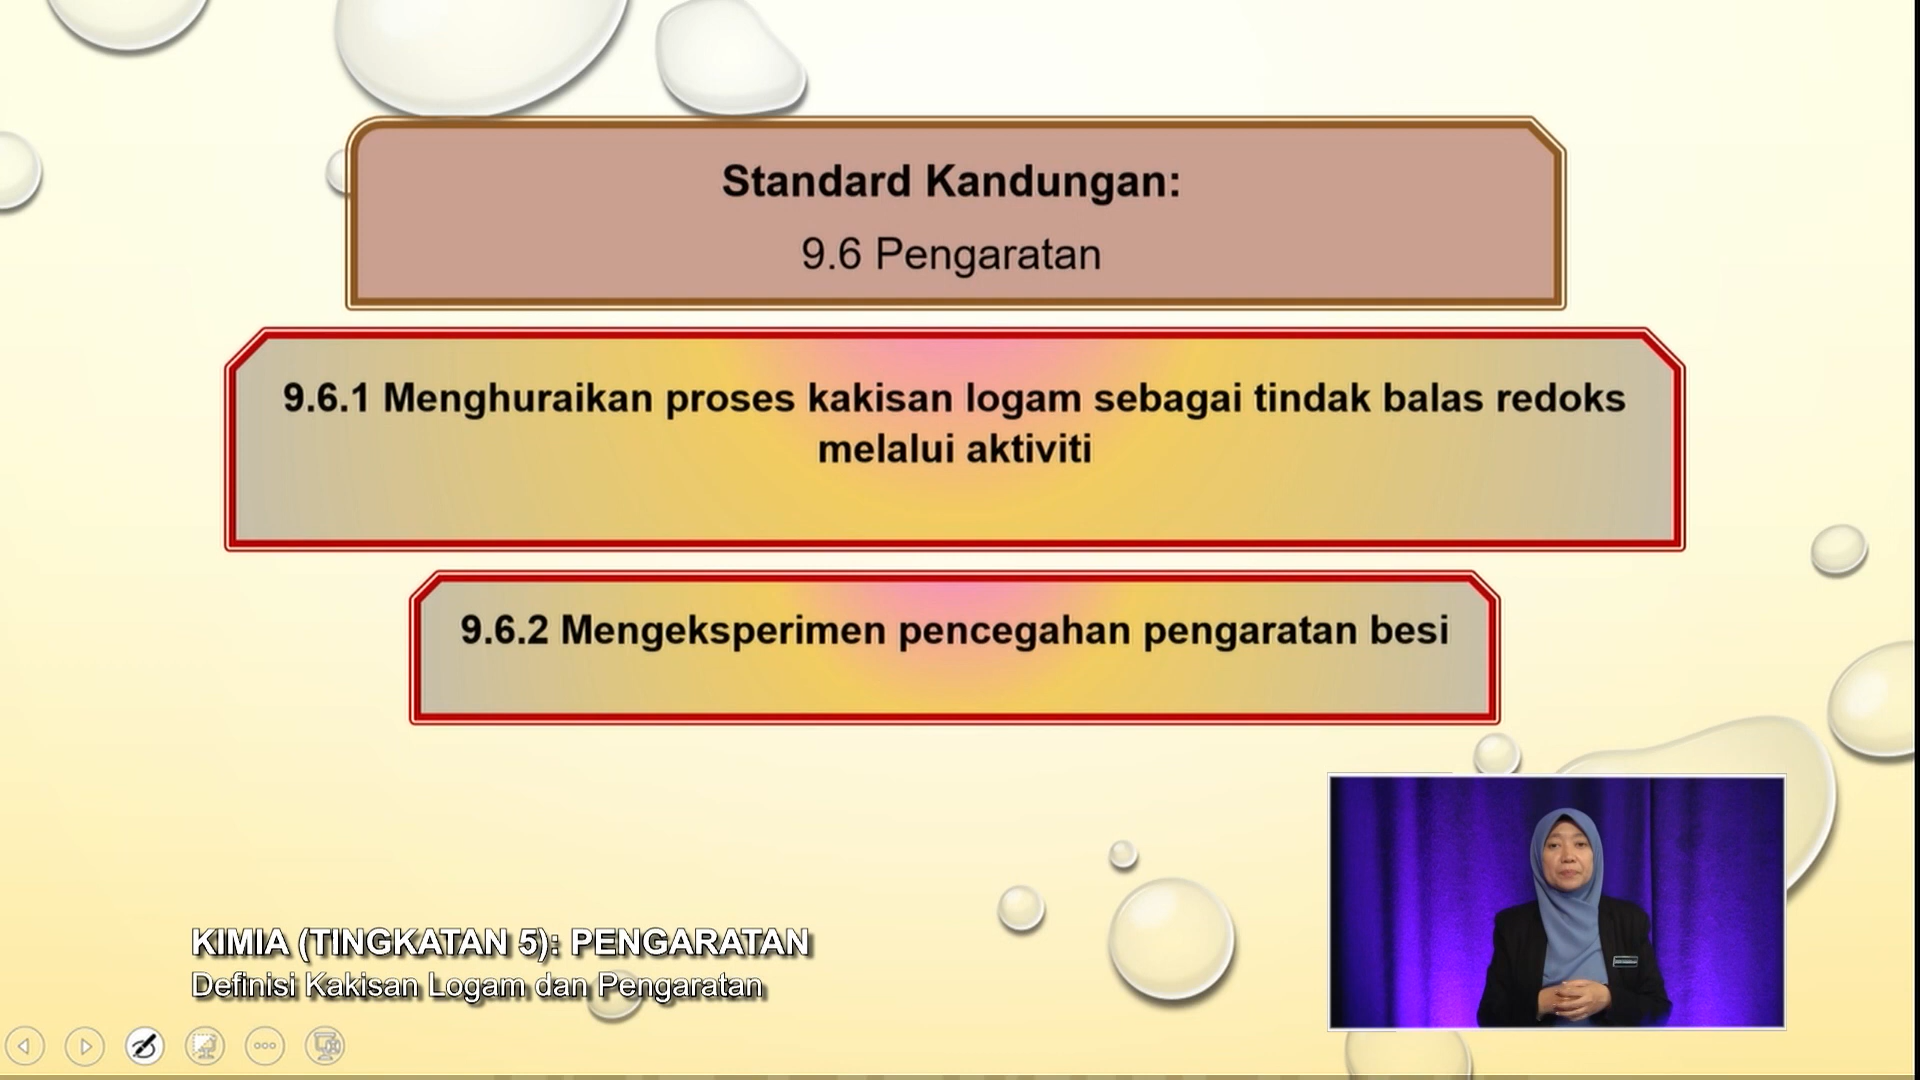 Standard Kandungan:
9.6 Pengaratan
9.6.1 Menghuraikan proses kakisan logam sebagai tindak balas redoks
melalui aktiviti
9.6.2 Mengeksperimen pencegahan pengaratan besi
KIMIA (TINGKATAN 5): PENGARATAN
Definisi Kakisan Logam dan Pengaratan